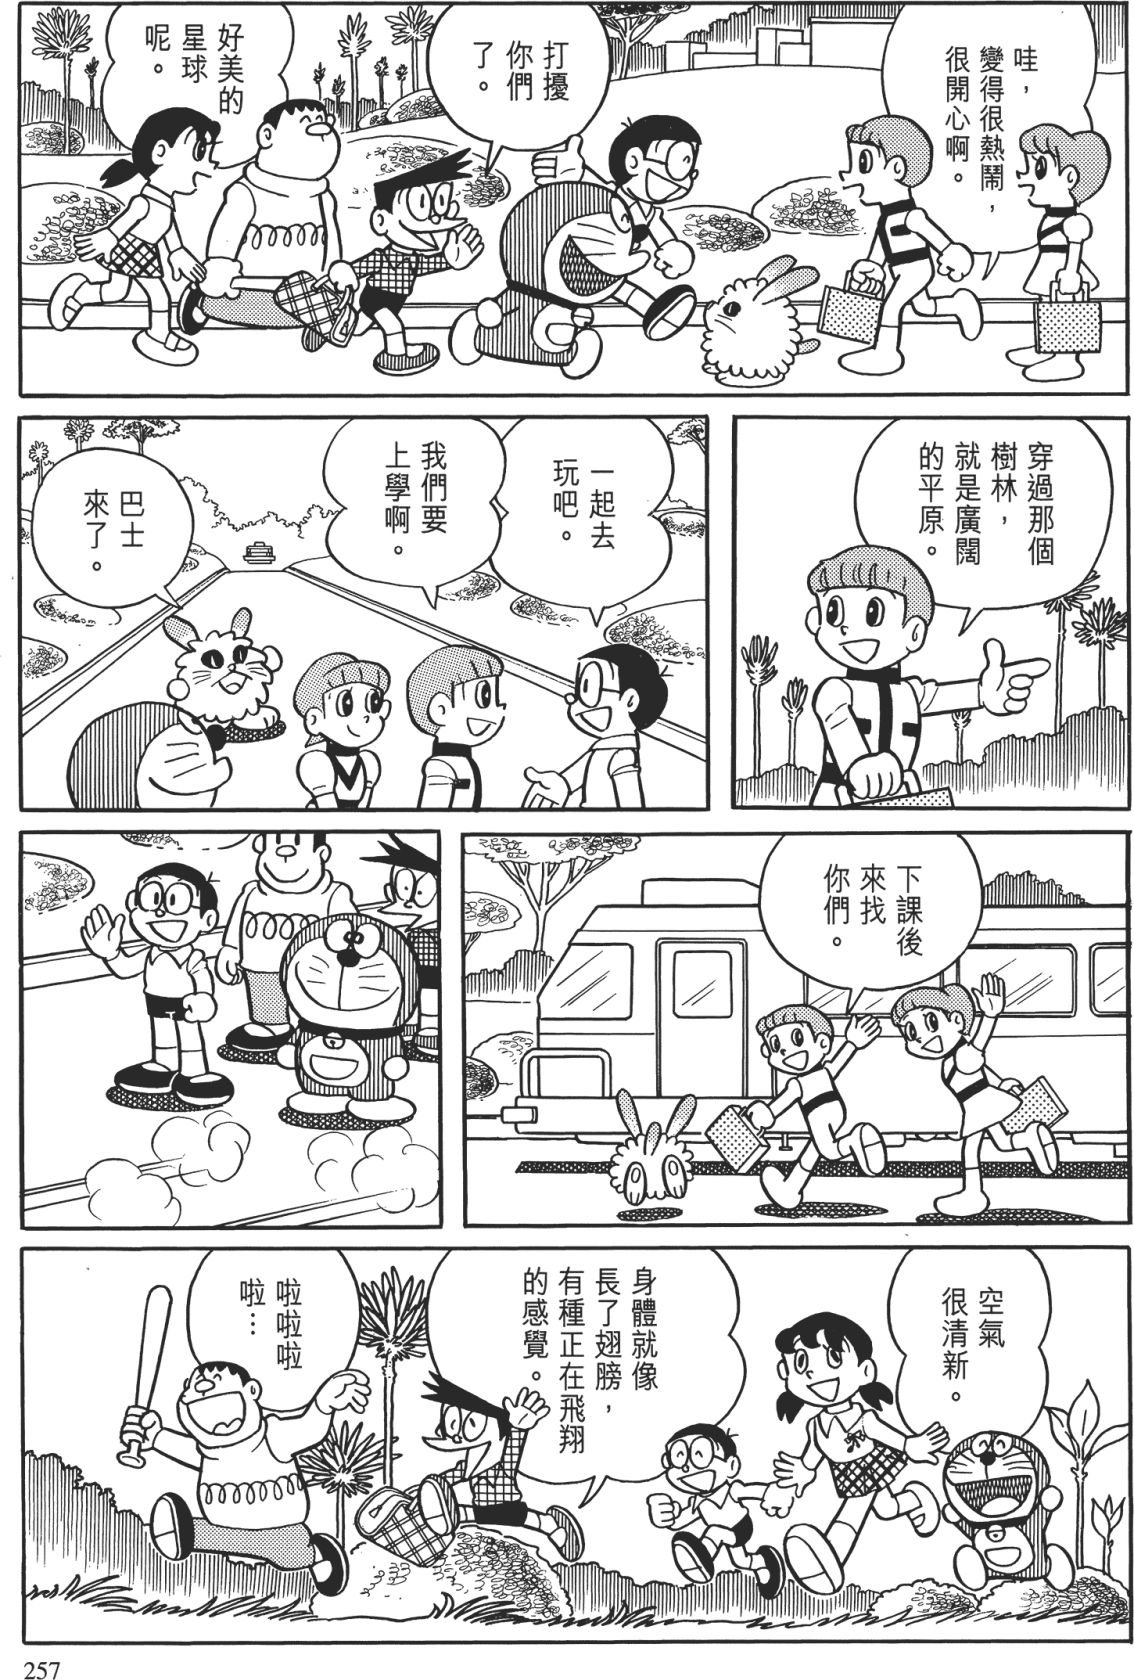 哇，
變得很熱鬧，
很開心啊。
打擾
你們
了。
好美的
星球
呢。
穿過那個
樹林，
就是廣闊
的平原。
一起去
玩吧。
我們要
上學啊。
巴士
來了。
下課後
來找
你們。
空氣
很清新。
身體就像
長了翅膀，
有種正在飛翔
的感覺。
啦啦啦
啦…
257